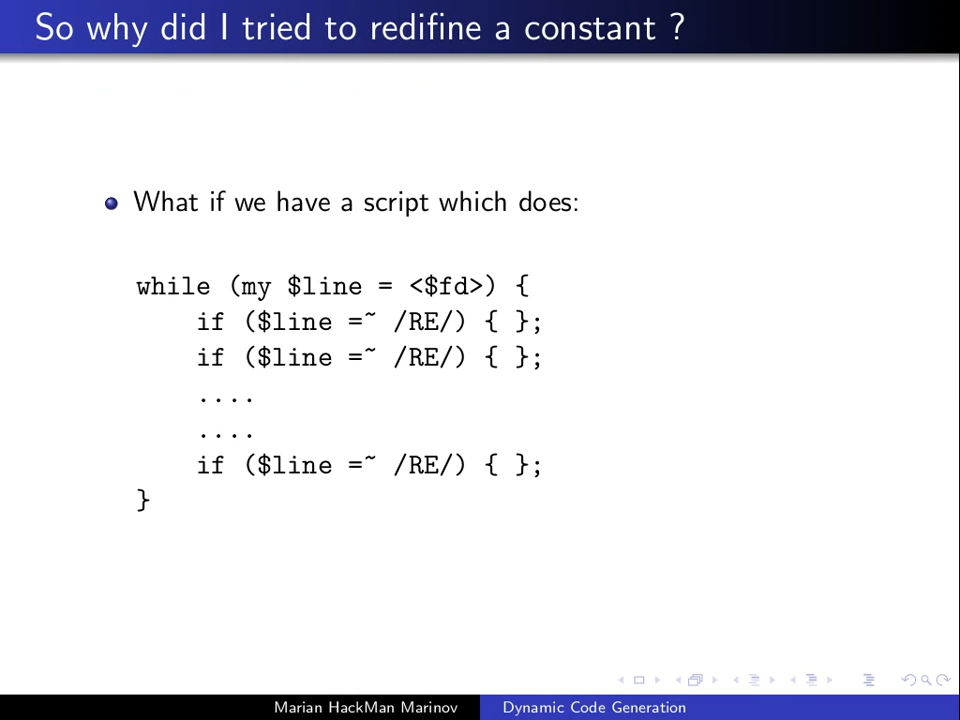 So why did I tried to redifine a constant ?
What if we have a script which does:
while (my $line = <$fd>) {
    if ($line =~ /RE/) { };
    if ($line =~ /RE/) { };
    ....
    ....
    if ($line =~ /RE/) { };
}
Marian HackMan Marinov Dynamic Code Generation